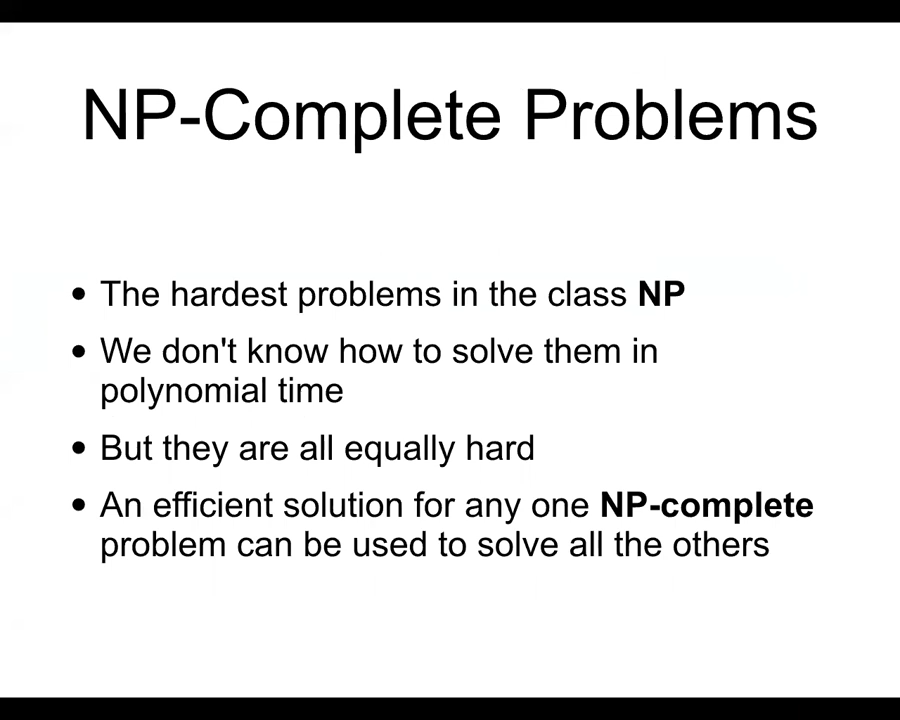 NP-Complete Problems
• The hardest problems in the class NP
• We don't know how to solve them in
polynomial time
• But they are all equally hard
• An efficient solution for any one NP-complete
problem can be used to solve all the others